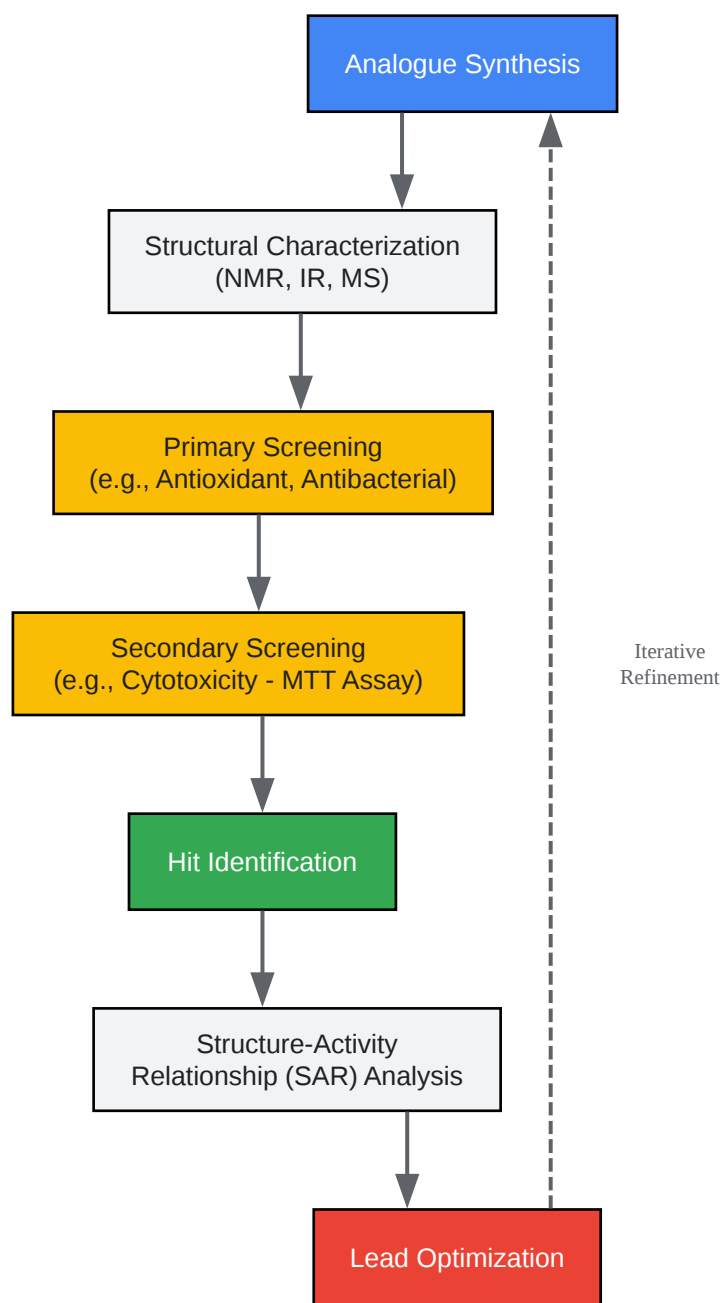 Analogue Synthesis
Structural Characterization
(NMR, IR, MS)
Primary Screening
(e.g., Antioxidant, Antibacterial)
Secondary Screening
(e.g., Cytotoxicity - MTT Assay)
Iterative
Refinement
Hit Identification
Structure-Activity
Relationship (SAR) Analysis
Lead Optimization